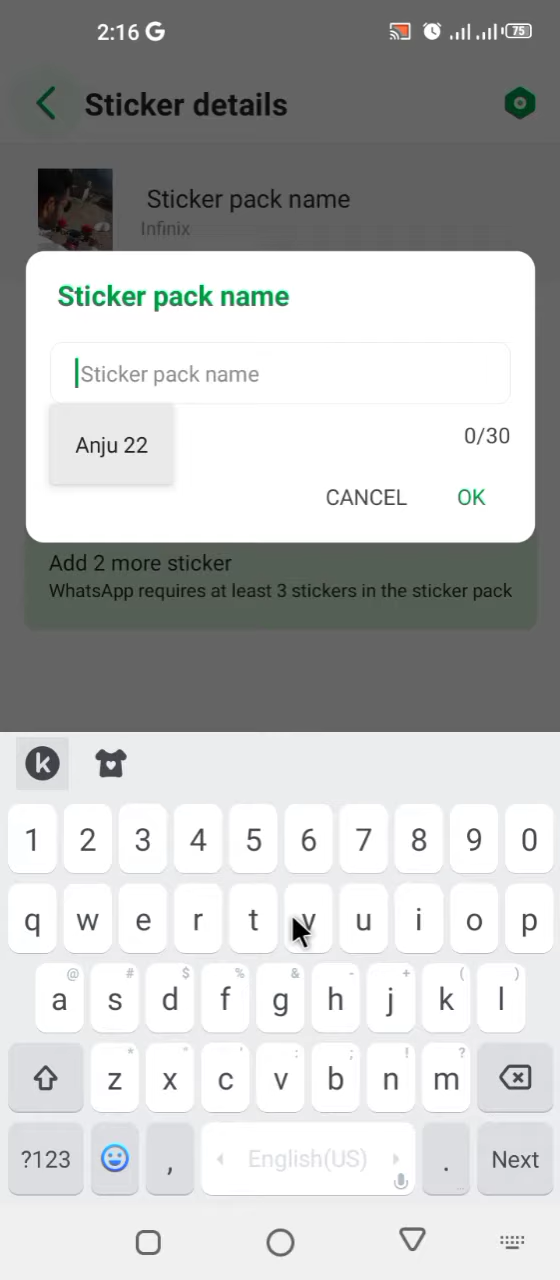 2:16 G
75
Sticker details
Sticker pack name
Infinix
Sticker pack name
Sticker pack name
Anju 22
0/30
CANCEL OK
Add 2 more sticker
WhatsApp requires at least 3 stickers in the sticker pack
k
1 2 3 4 5 6 7 8 9 0
q w e r t y u i o p
@ # $ % & - + ( )
a s d f g h j k l
* " ' : ; ! ?
z x c v b n m
?123 , English(US) . Next